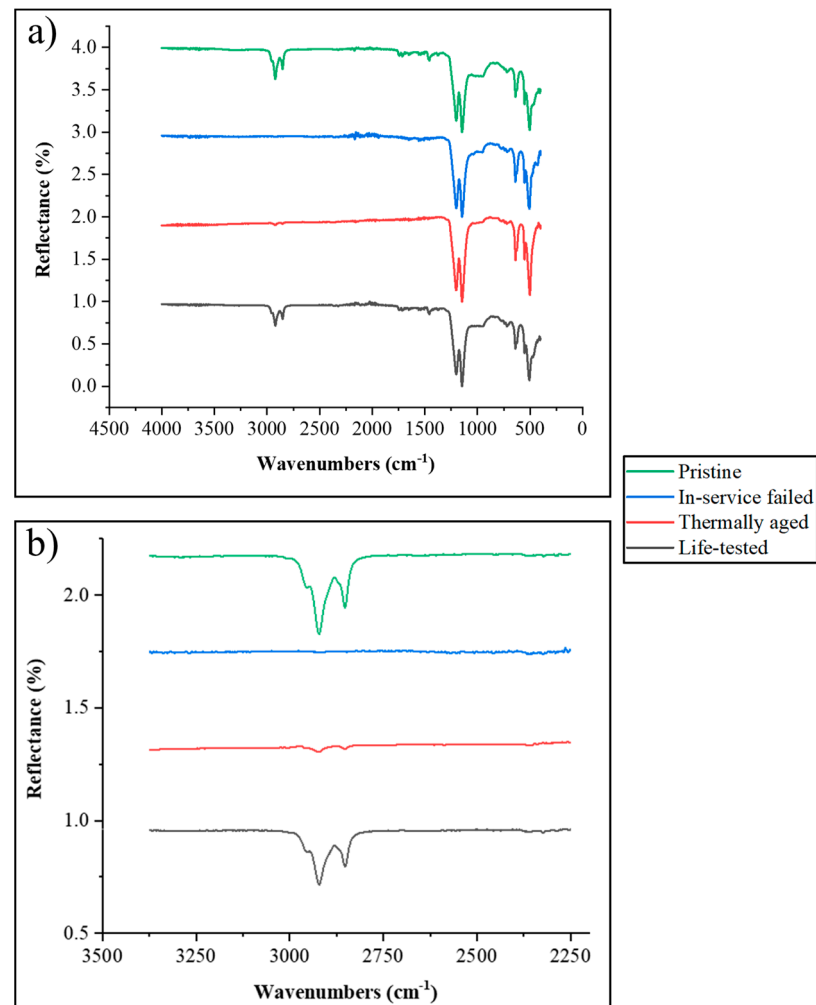 a)
4.0
3.5
3.0
2.5
2.0
1.5
1.0
0.5
0.0
Reflectance (%)
4500 4000 3500 3000 2500 2000 1500 1000 500 0
Wavenumbers (cm⁻¹)
Pristine
In-service failed
Thermally aged
Life-tested
b)
2.0
1.5
1.0
0.5
Reflectance (%)
3500 3250 3000 2750 2500 2250
Wavenumbers (cm⁻¹)